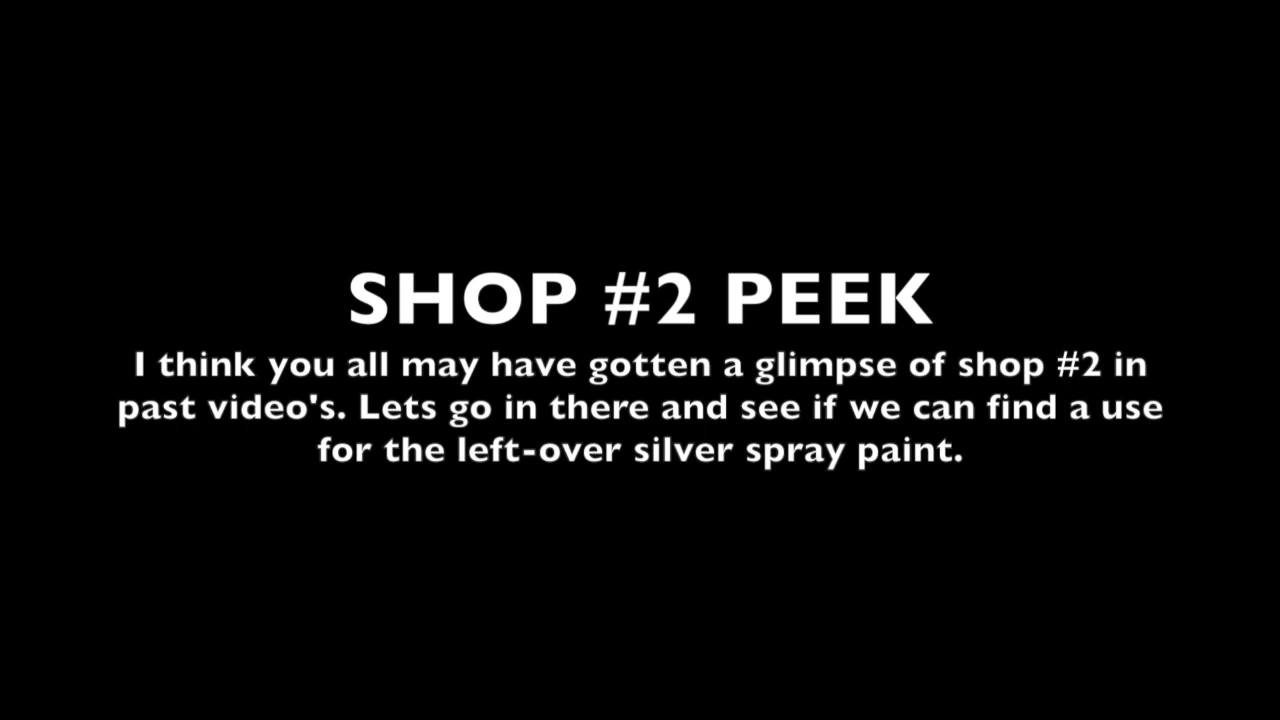 SHOP #2 PEEK
I think you all may have gotten a glimpse of shop #2 in
past video's. Lets go in there and see if we can find a use
for the left-over silver spray paint.